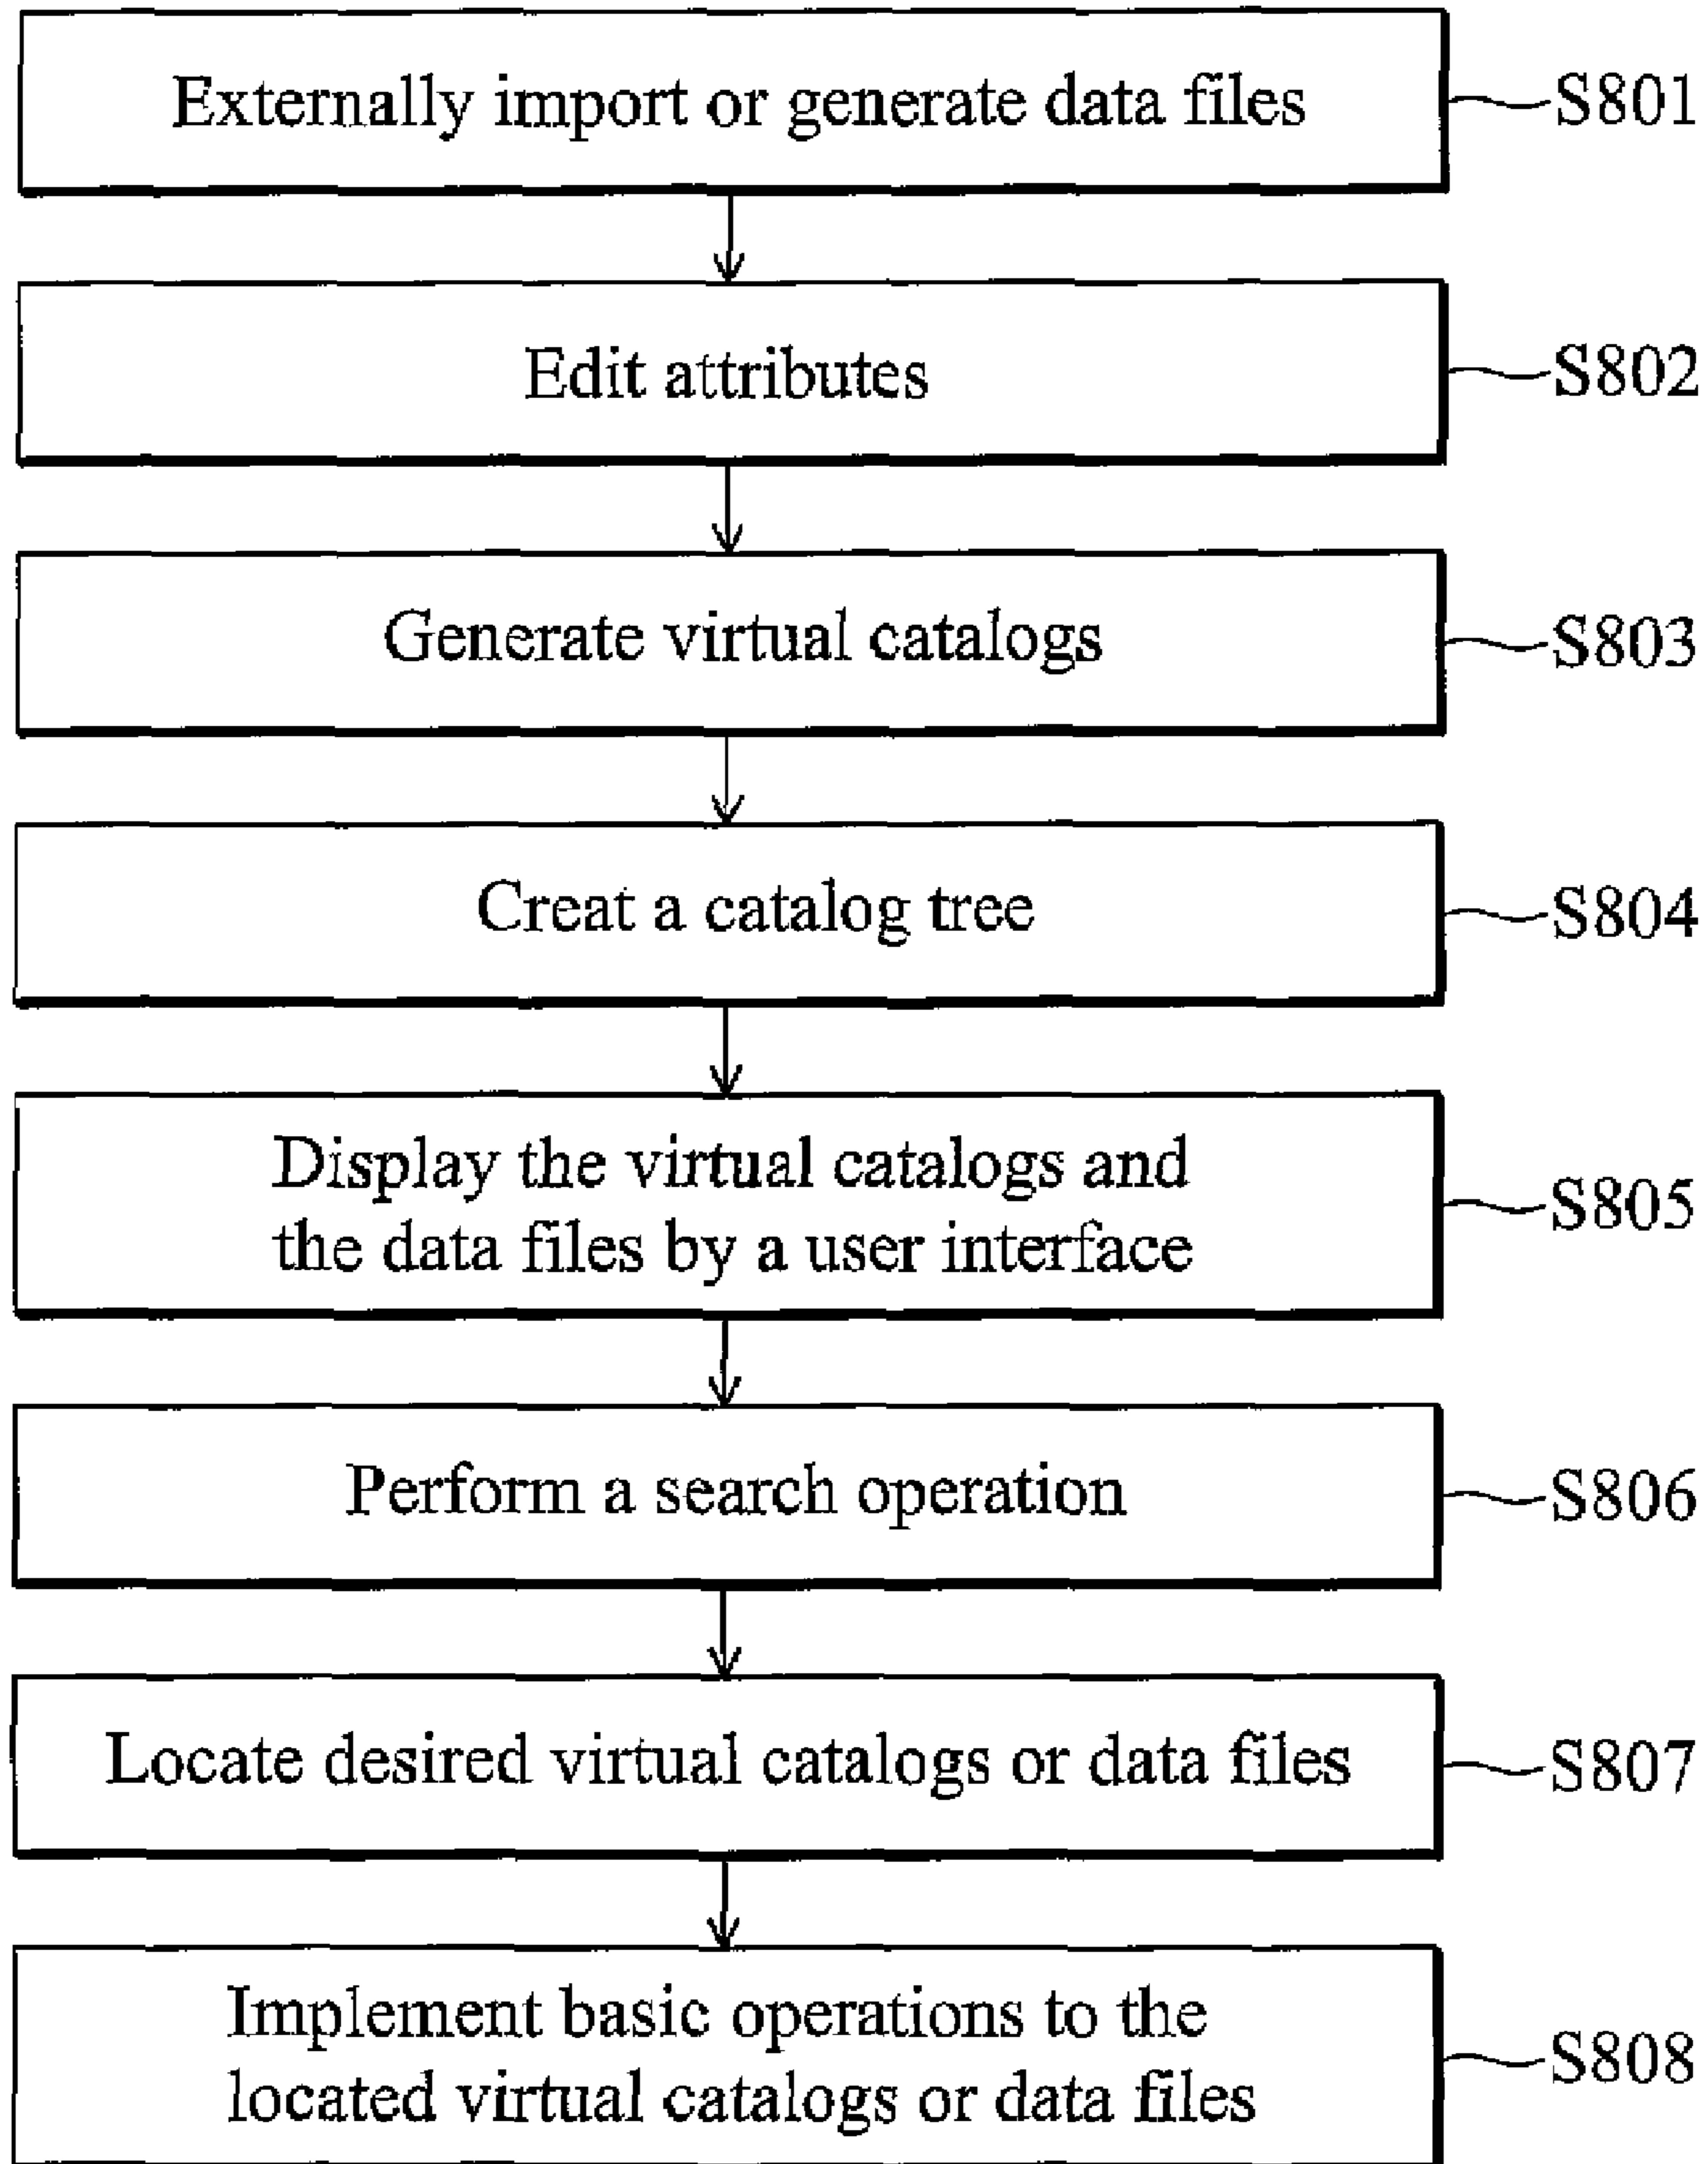 Externally import or generate data files
S801
Edit attributes
S802
Generate virtual catalogs
S803
Creat a catalog tree
S804
Display the virtual catalogs and
the data files by a user interface
S805
Perform a search operation
S806
Locate desired virtual catalogs or data files
S807
Implement basic operations to the
located virtual catalogs or data files
S808